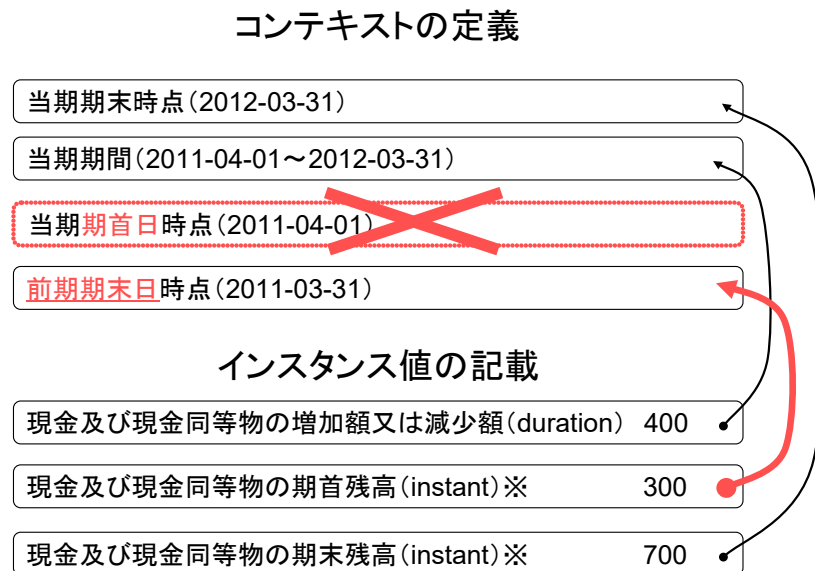 コンテキストの定義
当期期末時点（2012-03-31）
当期期間（2011-04-01～2012-03-31）
当期期首日時点（2011-04-01）
前期期末日時点（2011-03-31）
インスタンス値の記載
現金及び現金同等物の増加額又は減少額（duration） 400
現金及び現金同等物の期首残高（instant）※ 300
現金及び現金同等物の期末残高（instant）※ 700